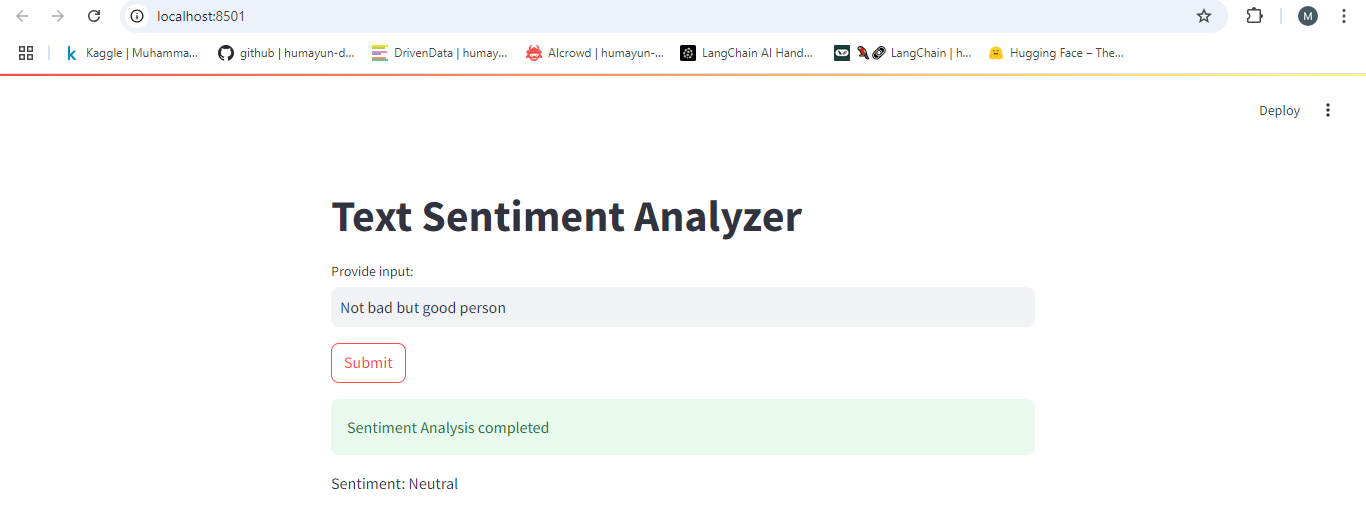 localhost:8501
M
k Kaggle | Muhamma... github | humayun-d... DrivenData | humay... AIcrowd | humayun-... LangChain AI Hand... LangChain | h... Hugging Face – The...
Deploy
Text Sentiment Analyzer
Provide input:
Not bad but good person
Submit
Sentiment Analysis completed
Sentiment: Neutral